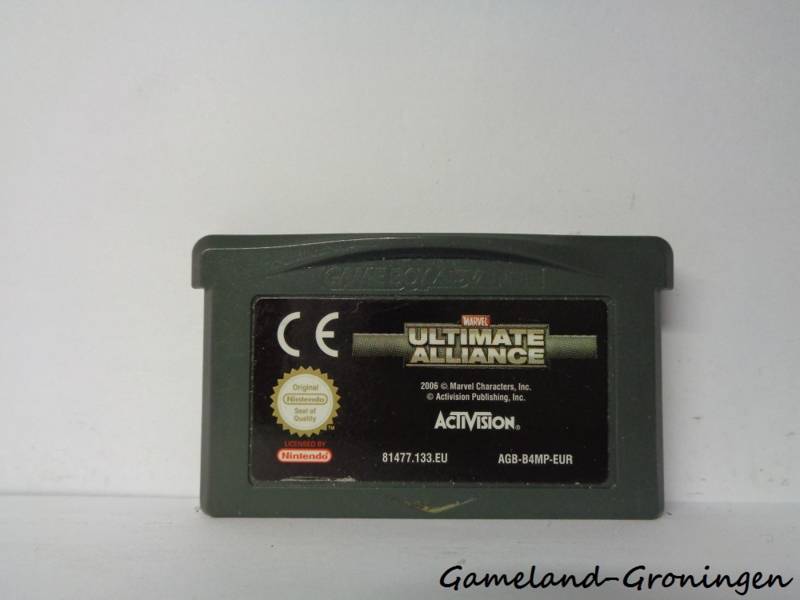 GAME BOY ADVANCE
CE
MARVEL
ULTIMATE
ALLIANCE
2006 © Marvel Characters, Inc.
© Activision Publishing, Inc.
Original
Nintendo
Seal of
Quality
TM
ACTIVISION®
LICENSED BY
Nintendo®
81477.133.EU
AGB-B4MP-EUR
Gameland-Groningen